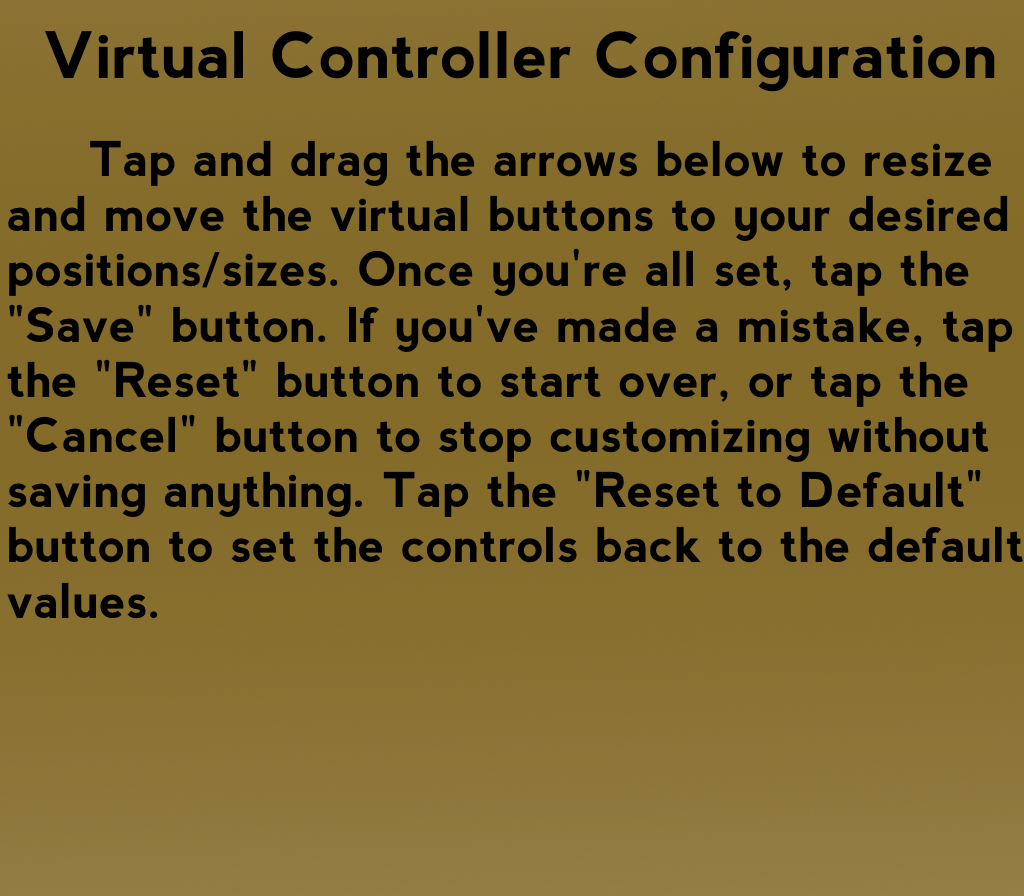 Virtual Controller Configuration
Tap and drag the arrows below to resize
and move the virtual buttons to your desired
positions/sizes. Once you're all set, tap the
"Save" button. If you've made a mistake, tap
the "Reset" button to start over, or tap the
"Cancel" button to stop customizing without
saving anything. Tap the "Reset to Default"
button to set the controls back to the default
values.